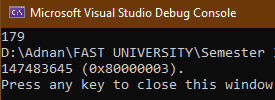 Microsoft Visual Studio Debug Console
179
D:\Adnan\FAST UNIVERSITY\Semester
147483645 (0x80000003).
Press any key to close this window